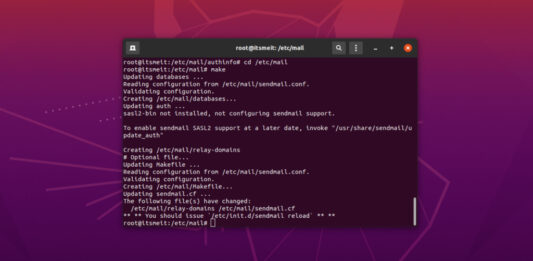 root@itsmeit: /etc/mail
root@itsmeit:/etc/mail/authinfo# cd /etc/mail
root@itsmeit:/etc/mail# make
Updating databases ...
Reading configuration from /etc/mail/sendmail.conf.
Validating configuration.
Creating /etc/mail/databases...
Updating auth ...
sasl2-bin not installed, not configuring sendmail support.
To enable sendmail SASL2 support at a later date, invoke "/usr/share/sendmail/u
pdate_auth"
Creating /etc/mail/relay-domains
# Optional file...
Updating Makefile ...
Reading configuration from /etc/mail/sendmail.conf.
Validating configuration.
Creating /etc/mail/Makefile...
Updating sendmail.cf ...
The following file(s) have changed:
/etc/mail/relay-domains /etc/mail/sendmail.cf
** ** You should issue `/etc/init.d/sendmail reload` ** **
root@itsmeit:/etc/mail#